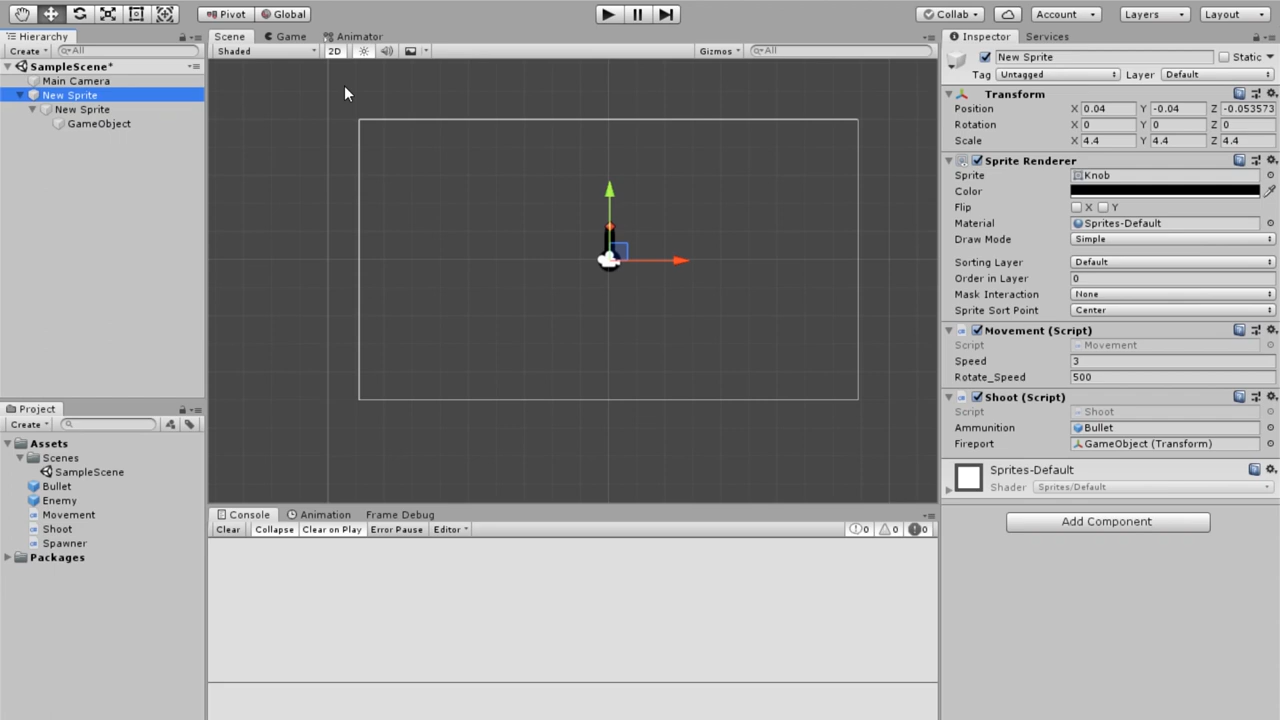 Pivot Global Collab Account Layers Layout
Hierarchy
Create All
SampleScene*
Main Camera
New Sprite
New Sprite
GameObject
Scene Game Animator
Shaded 2D Gizmos All
Project
Create
Assets
Scenes
SampleScene
Bullet
Enemy
Movement
Shoot
Spawner
Packages
Console Animation Frame Debug
Clear Collapse Clear on Play Error Pause Editor 0 0 0
Inspector Services
New Sprite Static
Tag Untagged Layer Default
Transform
Position X 0.04 Y -0.04 Z -0.053573
Rotation X 0 Y 0 Z 0
Scale X 4.4 Y 4.4 Z 4.4
Sprite Renderer
Sprite Knob
Color
Flip X Y
Material Sprites-Default
Draw Mode Simple
Sorting Layer Default
Order in Layer 0
Mask Interaction None
Sprite Sort Point Center
Movement (Script)
Script Movement
Speed 3
Rotate_Speed 500
Shoot (Script)
Script Shoot
Ammunition Bullet
Fireport GameObject (Transform)
Sprites-Default
Shader Sprites/Default
Add Component